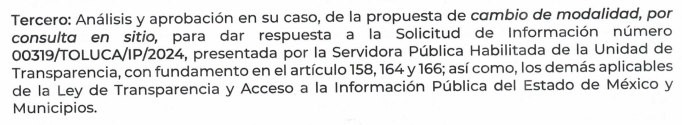 Tercero: Análisis y aprobación en su caso, de la propuesta de cambio de modalidad, por
consulta en sitio, para dar respuesta a la Solicitud de Información número
00319/TOLUCA/IP/2024, presentada por la Servidora Pública Habilitada de la Unidad de
Transparencia, con fundamento en el artículo 158, 164 y 166; así como, los demás aplicables
de la Ley de Transparencia y Acceso a la Información Pública del Estado de México y
Municipios.